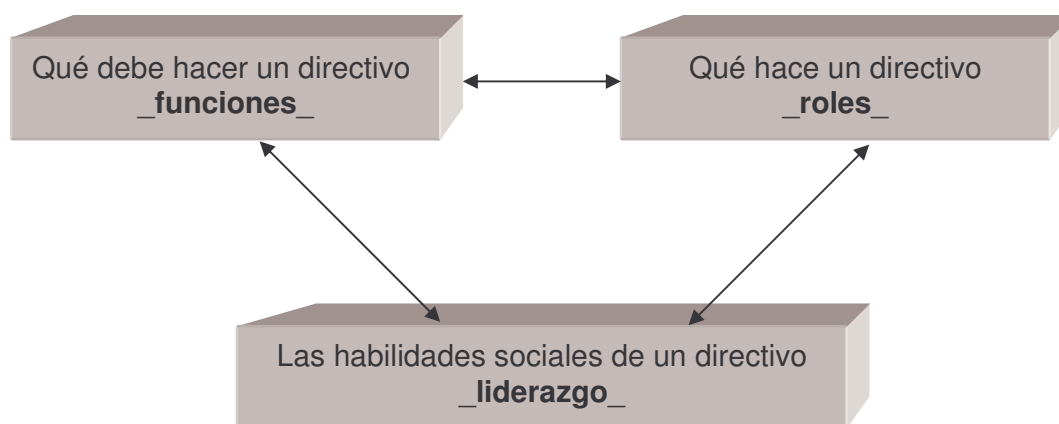 Qué debe hacer un directivo
_funciones_
Qué hace un directivo
_roles_
Las habilidades sociales de un directivo
_liderazgo_